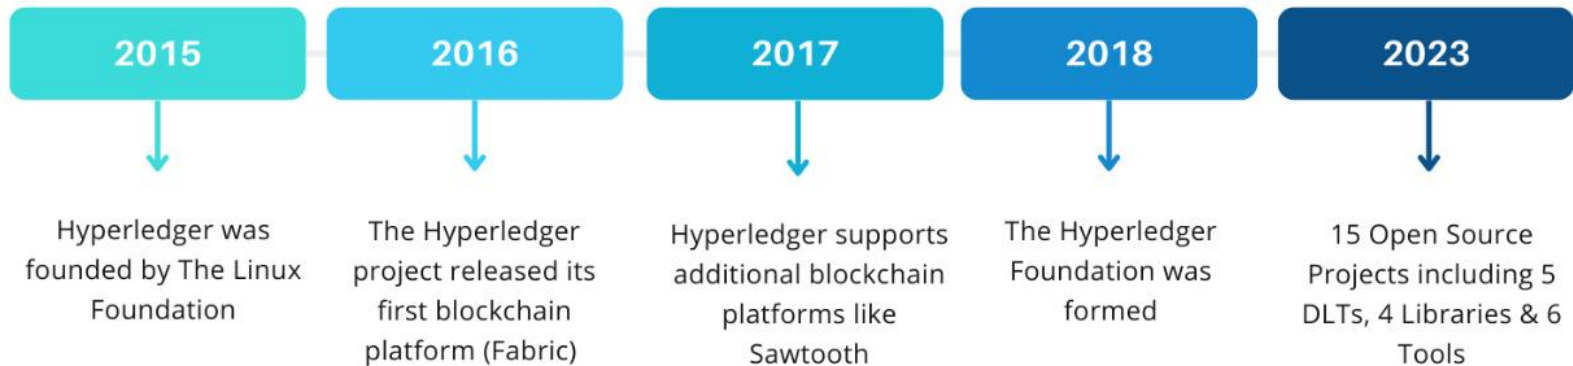 2015
Hyperledger was
founded by The Linux
Foundation
2016
The Hyperledger
project released its
first blockchain
platform (Fabric)
2017
Hyperledger supports
additional blockchain
platforms like
Sawtooth
2018
The Hyperledger
Foundation was
formed
2023
15 Open Source
Projects including 5
DLTs, 4 Libraries & 6
Tools